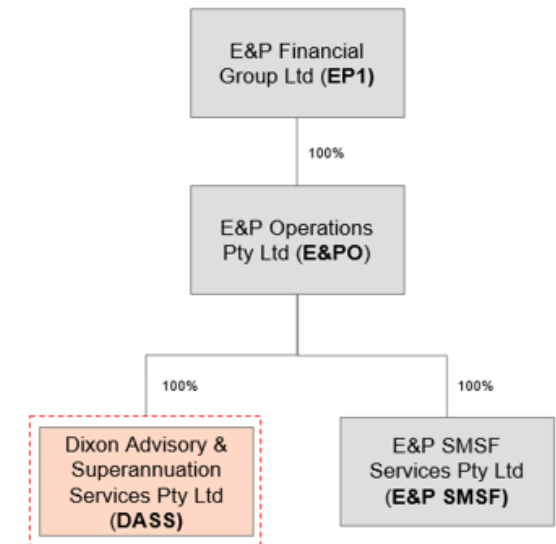 E&P Financial
Group Ltd (EP1)
100%
E&P Operations
Pty Ltd (E&PO)
100%
100%
Dixon Advisory &
Superannuation
Services Pty Ltd
(DASS)
E&P SMSF
Services Pty Ltd
(E&P SMSF)